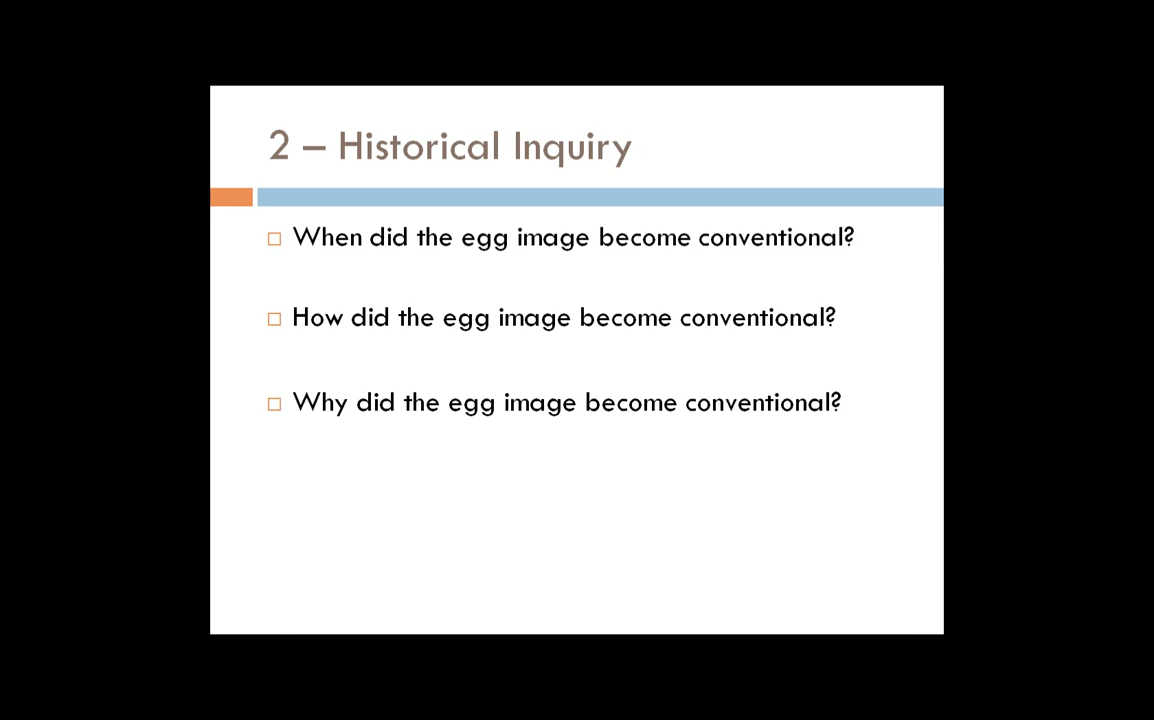 2 – Historical Inquiry
When did the egg image become conventional?
How did the egg image become conventional?
Why did the egg image become conventional?